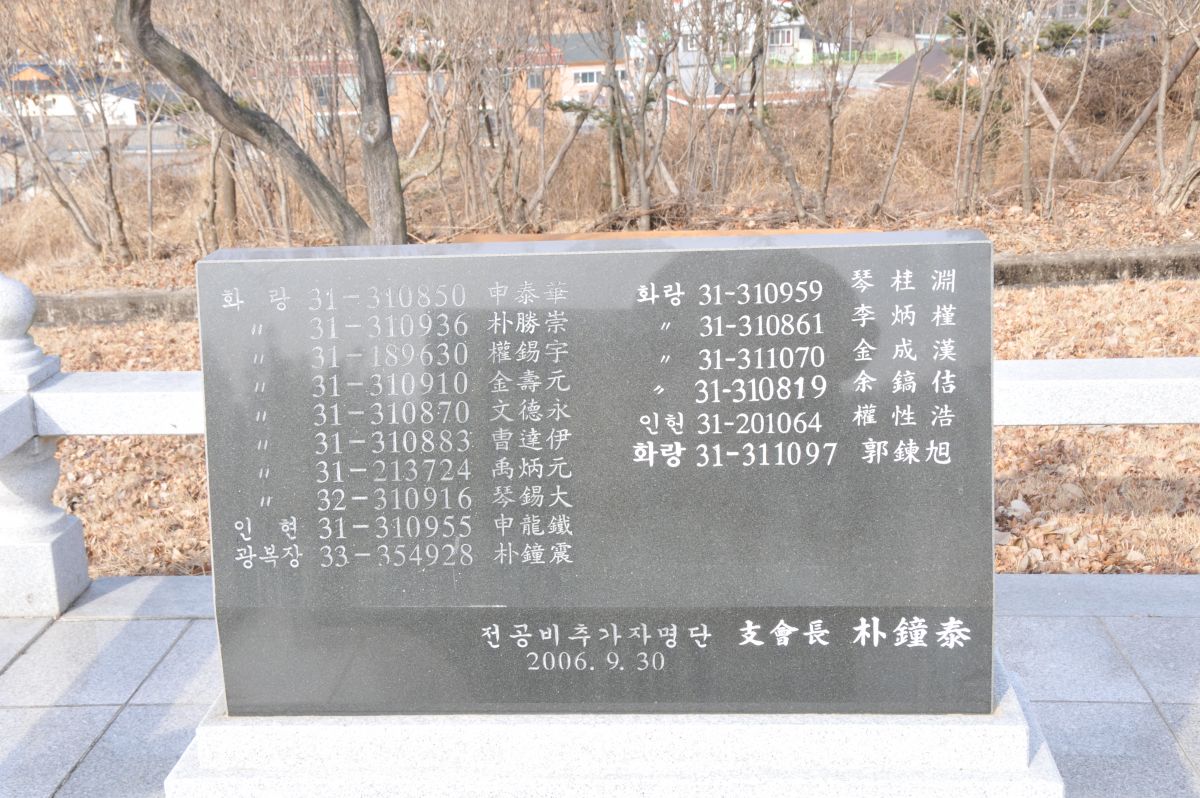 화랑 31-310850 申泰華
〃 31-310936 朴勝崇
〃 31-189630 權錫宇
〃 31-310910 金壽元
〃 31-310870 文德永
〃 31-310883 曺達伊
〃 31-213724 禹炳元
〃 32-310916 琴錫大
인현 31-310955 申龍鐵
광복장 33-354928 朴鐘震
화랑 31-310959 琴桂淵
〃 31-310861 李炳槿
〃 31-311070 金成漢
〃 31-310819 余鎬佶
인헌 31-201064 權性浩
화랑 31-311097 郭鍊旭
전공비추가자명단 支會長 朴鐘泰
2006. 9. 30